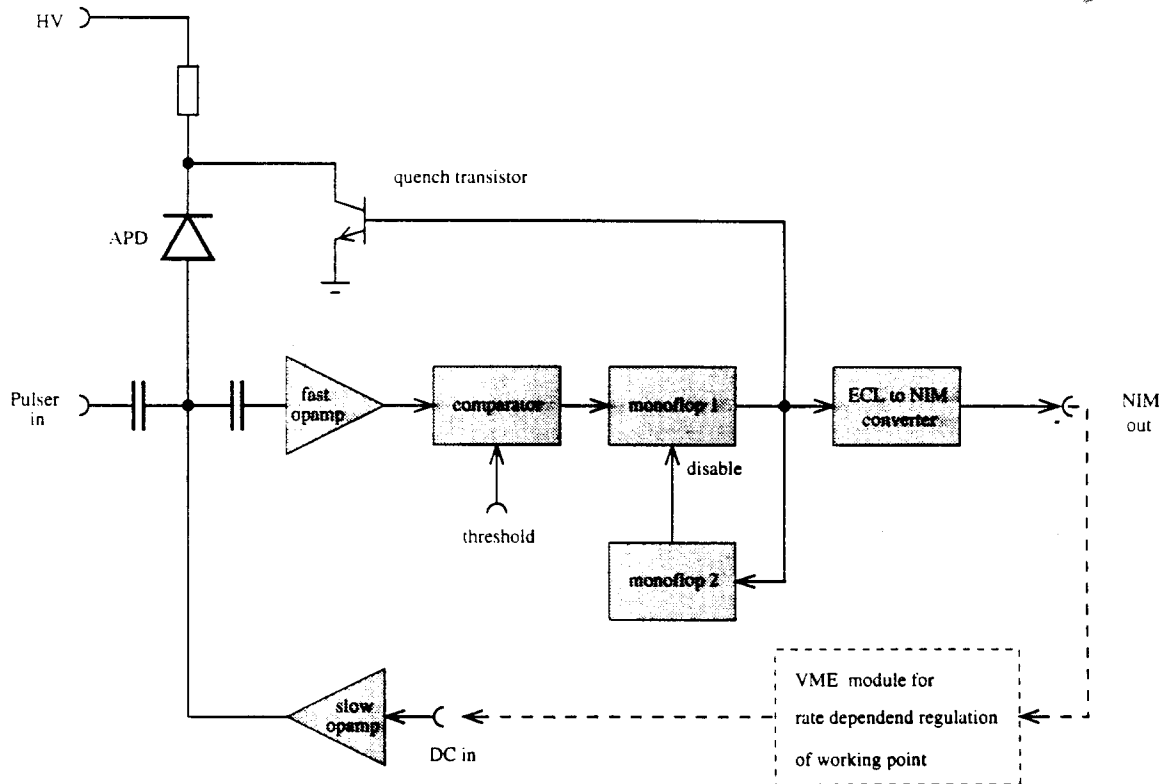 HV
quench transistor
APD
Pulser
in
fast
opamp
comparator
monoflop 1
ECL to NIM
converter
NIM
out
disable
threshold
monoflop 2
VME module for
rate dependend regulation
of working point
slow
opamp
DC in